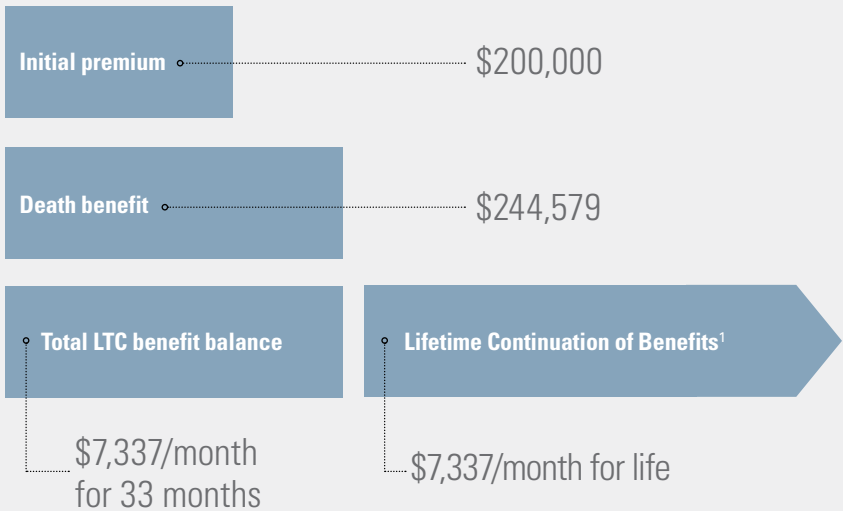 Initial premium
$200,000
Death benefit
$244,579
Total LTC benefit balance
Lifetime Continuation of Benefits¹
$7,337/month
for 33 months
$7,337/month for life